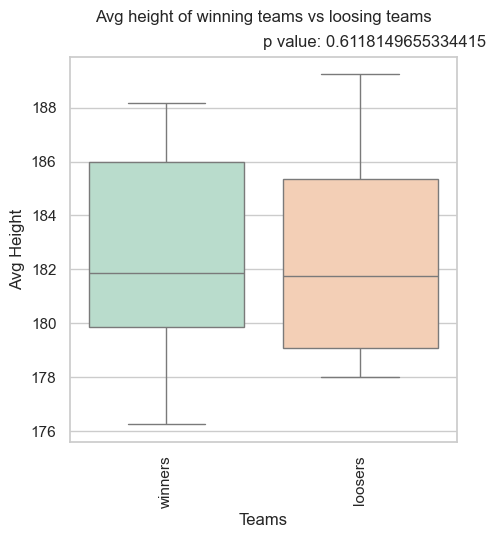 Avg height of winning teams vs loosing teams
p value: 0.6118149655334415
188
186
184
182
180
178
176
Avg Height
winners
loosers
Teams